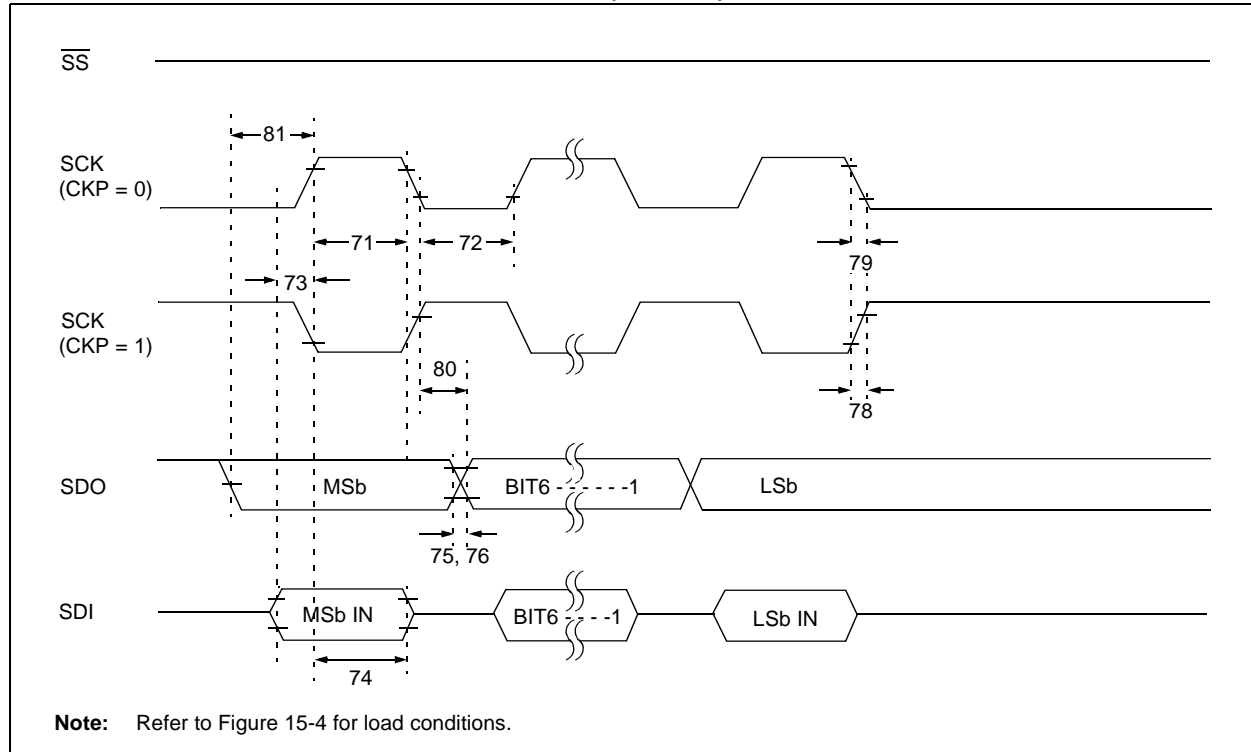 SS
81
SCK
(CKP = 0)
71
72
79
73
SCK
(CKP = 1)
80
78
SDO
MSb
BIT6 - - - - - -1
LSb
75, 76
SDI
MSb IN
BIT6 - - - -1
LSb IN
74
Note: Refer to Figure 15-4 for load conditions.